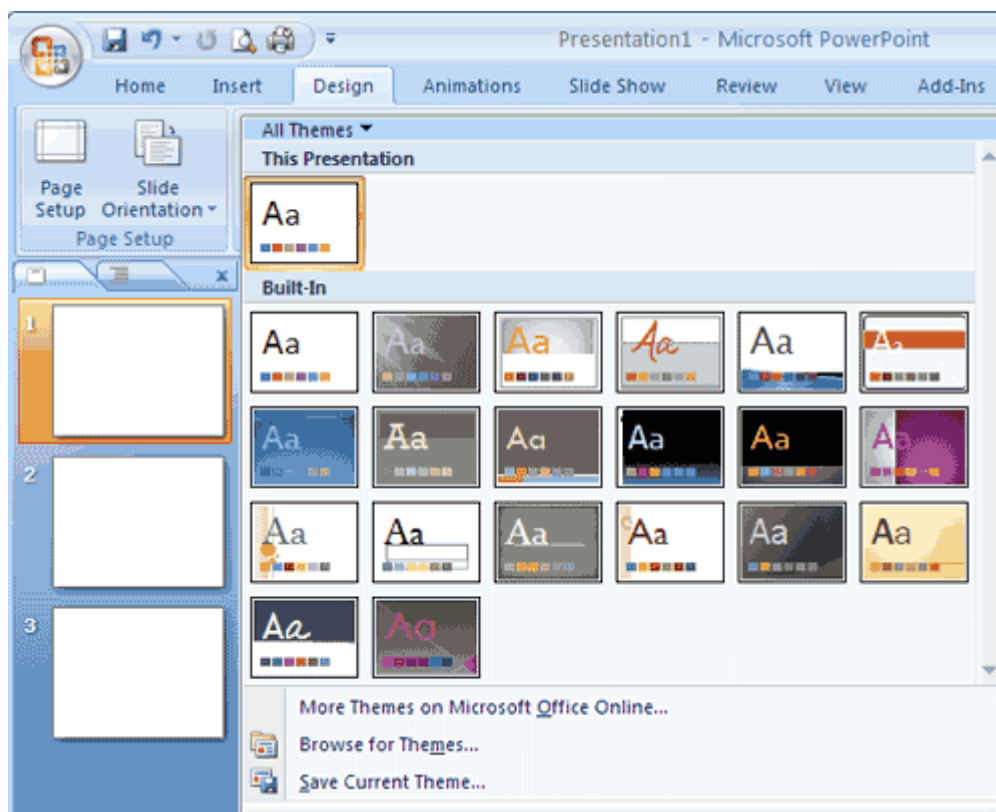 Presentation1 - Microsoft PowerPoint
Home Insert Design Animations Slide Show Review View Add-Ins
All Themes
This Presentation
Page Setup
Slide Orientation
Page Setup
Aa
Built-In
Aa Aa Aa Aa Aa Aa
Aa Aa Aa Aa Aa Aa
Aa Aa Aa Aa Aa Aa
Aa Aa
1
2
3
More Themes on Microsoft Office Online...
Browse for Themes...
Save Current Theme...